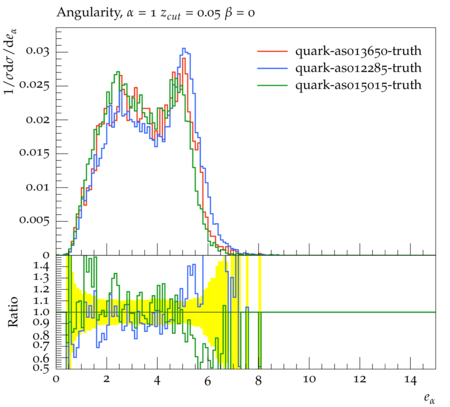 Angularity, α = 1 z_cut = 0.05 β = 0
1/σdσ/de_α
0.03
0.025
0.02
0.015
0.01
0.005
0
quark-as013650-truth
quark-as012285-truth
quark-as015015-truth
Ratio
1.4
1.3
1.2
1.1
1.0
0.9
0.8
0.7
0.6
0.5
0 2 4 6 8 10 12 14
e_α